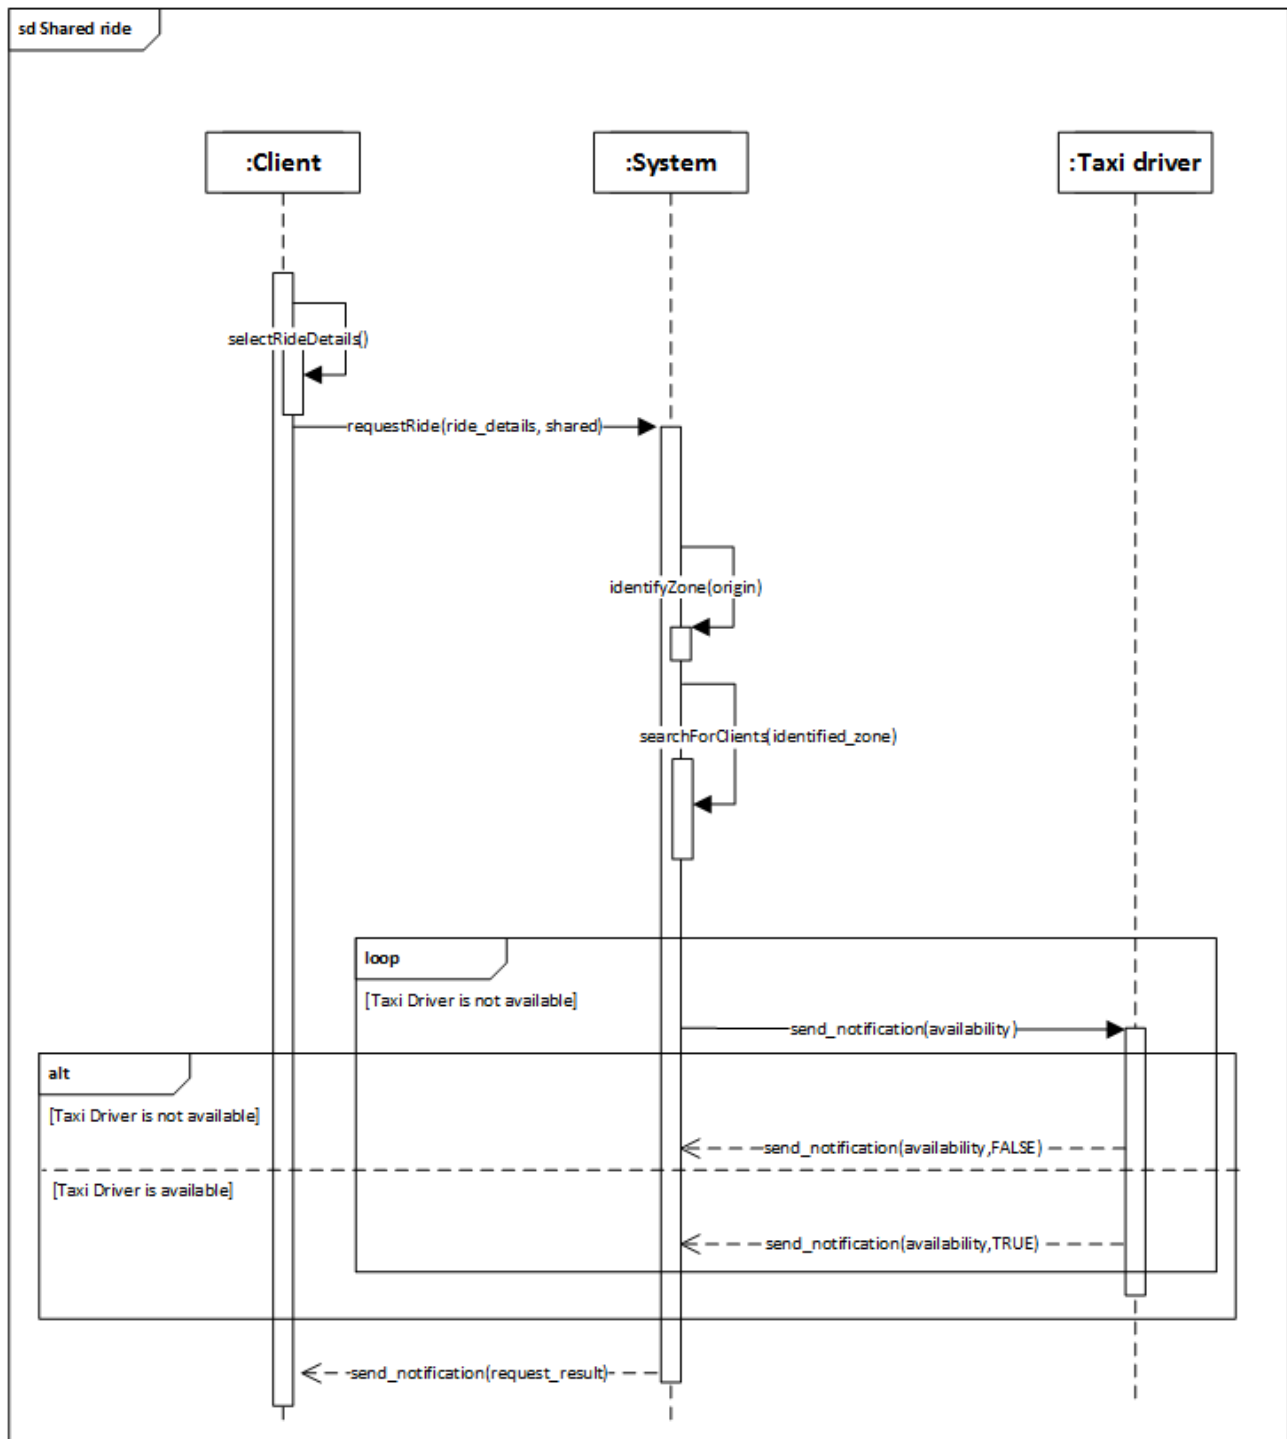 sd Shared ride
:Client
:System
:Taxi driver
selectRideDetails()
requestRide(ride_details, shared)
identifyZone(origin)
searchForClients(identified_zone)
loop
[Taxi Driver is not available]
send_notification(availability)
alt
[Taxi Driver is not available]
send_notification(availability,FALSE)
[Taxi Driver is available]
send_notification(availability,TRUE)
send_notification(request_result)